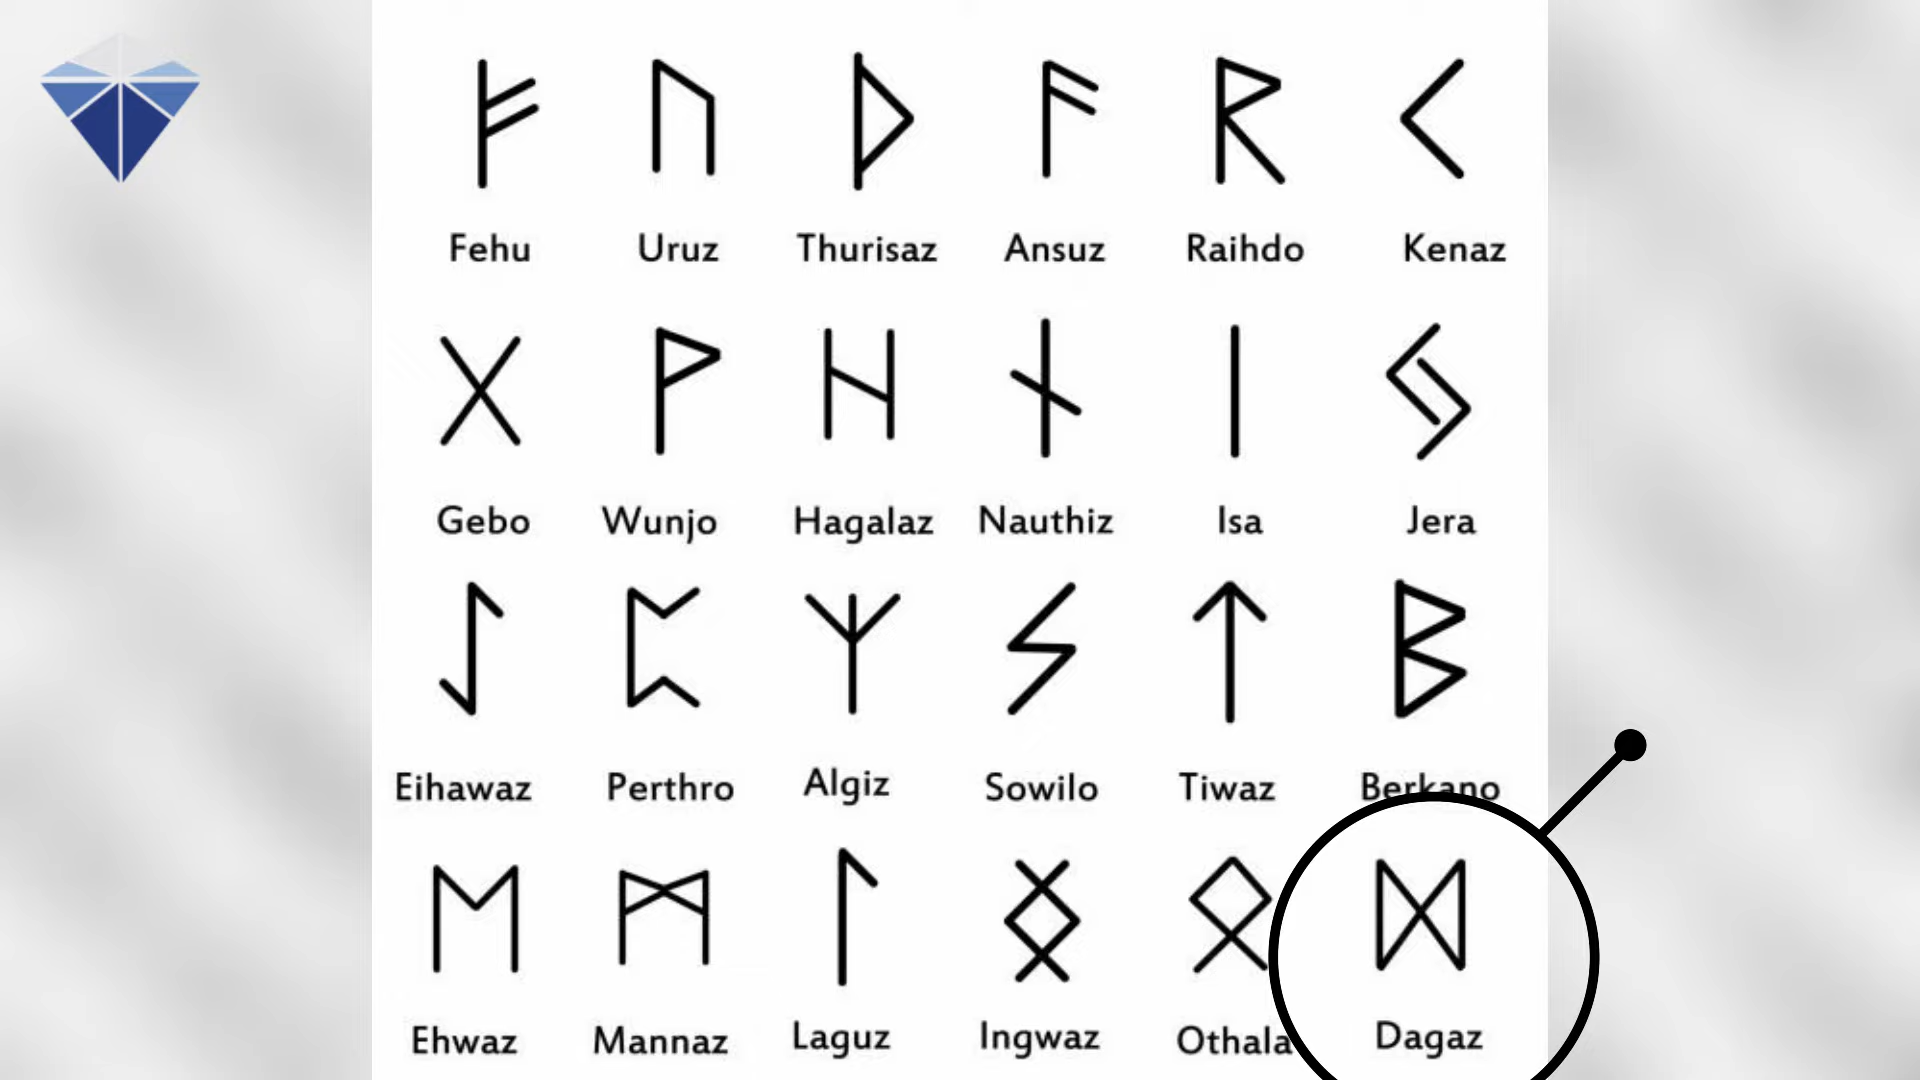 ᚠ ᚢ ᚦ ᚨ ᚱ ᚲ
Fehu Uruz Thurisaz Ansuz Raihdo Kenaz
ᚷ ᚹ ᚺ ᚾ ᛁ ᛃ
Gebo Wunjo Hagalaz Nauthiz Isa Jera
ᛇ ᛈ ᛉ ᛊ ᛏ ᛒ
Eihawaz Perthro Algiz Sowilo Tiwaz Berkano
ᛖ ᛗ ᛚ ᛝ ᛟ ᛞ
Ehwaz Mannaz Laguz Ingwaz Othala Dagaz